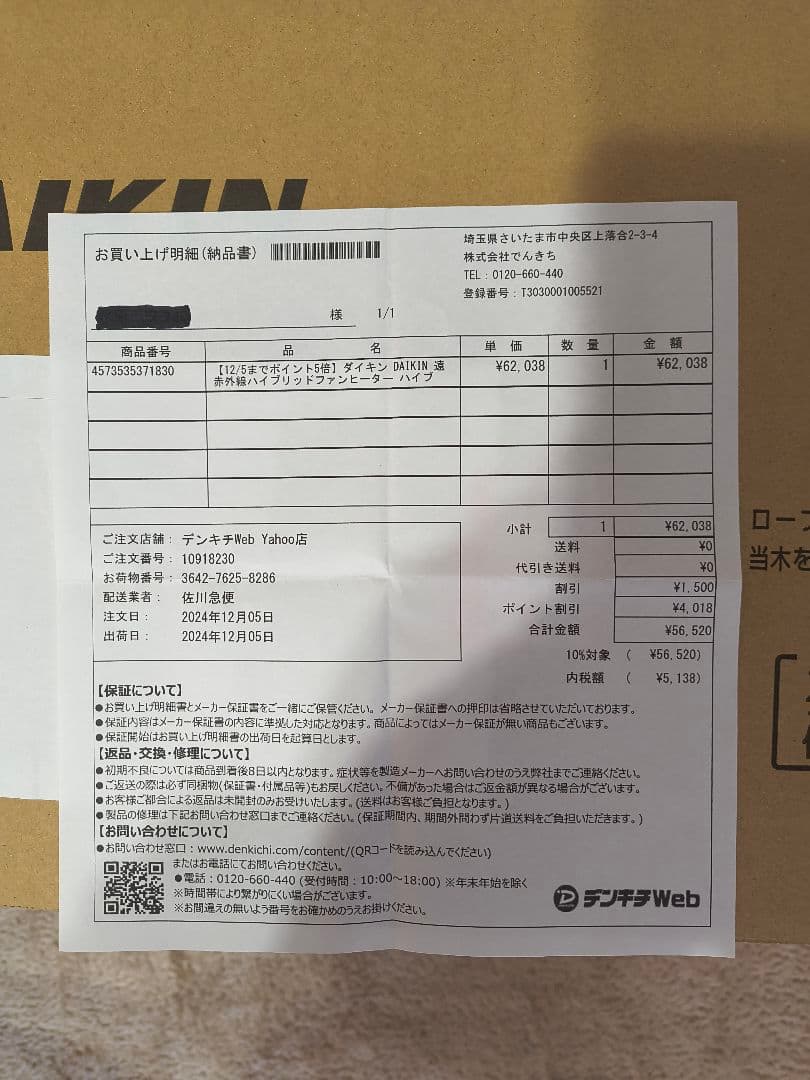 DAIKIN
お買い上げ明細(納品書)
埼玉県さいたま市中央区上落合2-3-4
株式会社でんきち
TEL:0120-660-440
登録番号:T3030001005521
様 1/1
商品番号 品名 単価 数量 金額
4573535371830 【12/5までポイント5倍】ダイキン DAIKIN 遠 ¥62,038 1 ¥62,038
赤外線ハイブリッドファンヒーター ハイブ
小計 1 ¥62,038
送料 ¥0
代引き送料 ¥0
割引 ¥1,500
ポイント割引 ¥4,018
合計金額 ¥56,520
10%対象 ( ¥56,520)
内税額 ( ¥5,138)
ご注文店舗: デンキチWeb Yahoo店
ご注文番号: 10918230
お荷物番号: 3642-7625-8286
配送業者: 佐川急便
注文日: 2024年12月05日
出荷日: 2024年12月05日
【保証について】
●お買い上げ明細書とメーカー保証書をご一緒にご保管ください。メーカー保証書への押印は省略させていただいております。
●保証内容はメーカー保証書の内容に準拠した対応となります。商品によってはメーカー保証が無い商品もございます。
●保証開始はお買い上げ明細書の出荷日を起算日とします。
【返品・交換・修理について】
●初期不良については商品到着後8日以内となります。症状等を製造メーカーへお問い合わせのうえ弊社までご連絡ください。
●ご返送の際は必ず同梱物(保証書・付属品等)もお戻しください。不備があった場合はご返金額が異なる場合がございます。
●お客様ご都合による返品は未開封のみお受けいたします。(送料はお客様ご負担となります。)
●製品の修理は下記お問い合わせ窓口までご連絡ください。(保証期間内、期間外問わず片道送料をご負担いただきます。)
【お問い合わせについて】
●お問い合わせ窓口:www.denkichi.com/content/(QRコードを読み込んでください)
またはお電話にてお問い合わせください。
●電話:0120-660-440 (受付時間:10:00~18:00) ※年末年始を除く
※時間帯により繋がりにくい場合がございます。
※お間違えの無いよう番号をお確かめのうえお掛けください。
デンキチWeb
ロープ
当木を